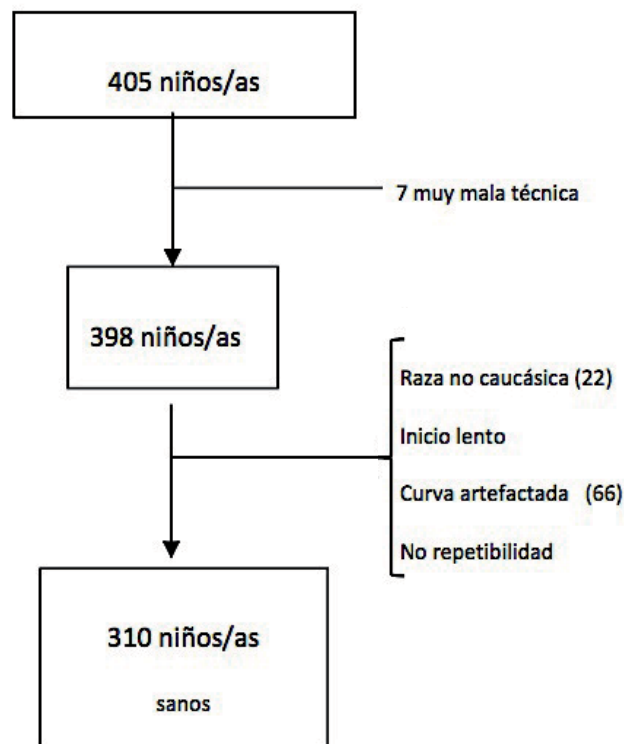 405 niños/as
7 muy mala técnica
398 niños/as
Raza no caucásica (22)
Inicio lento
Curva artefactada (66)
No repetibilidad
310 niños/as
sanos